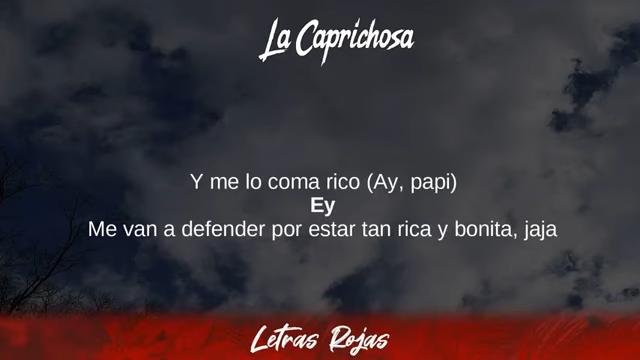 La Caprichosa
Y me lo coma rico (Ay, papi)
Ey
Me van a defender por estar tan rica y bonita, jaja
Letras Rojas